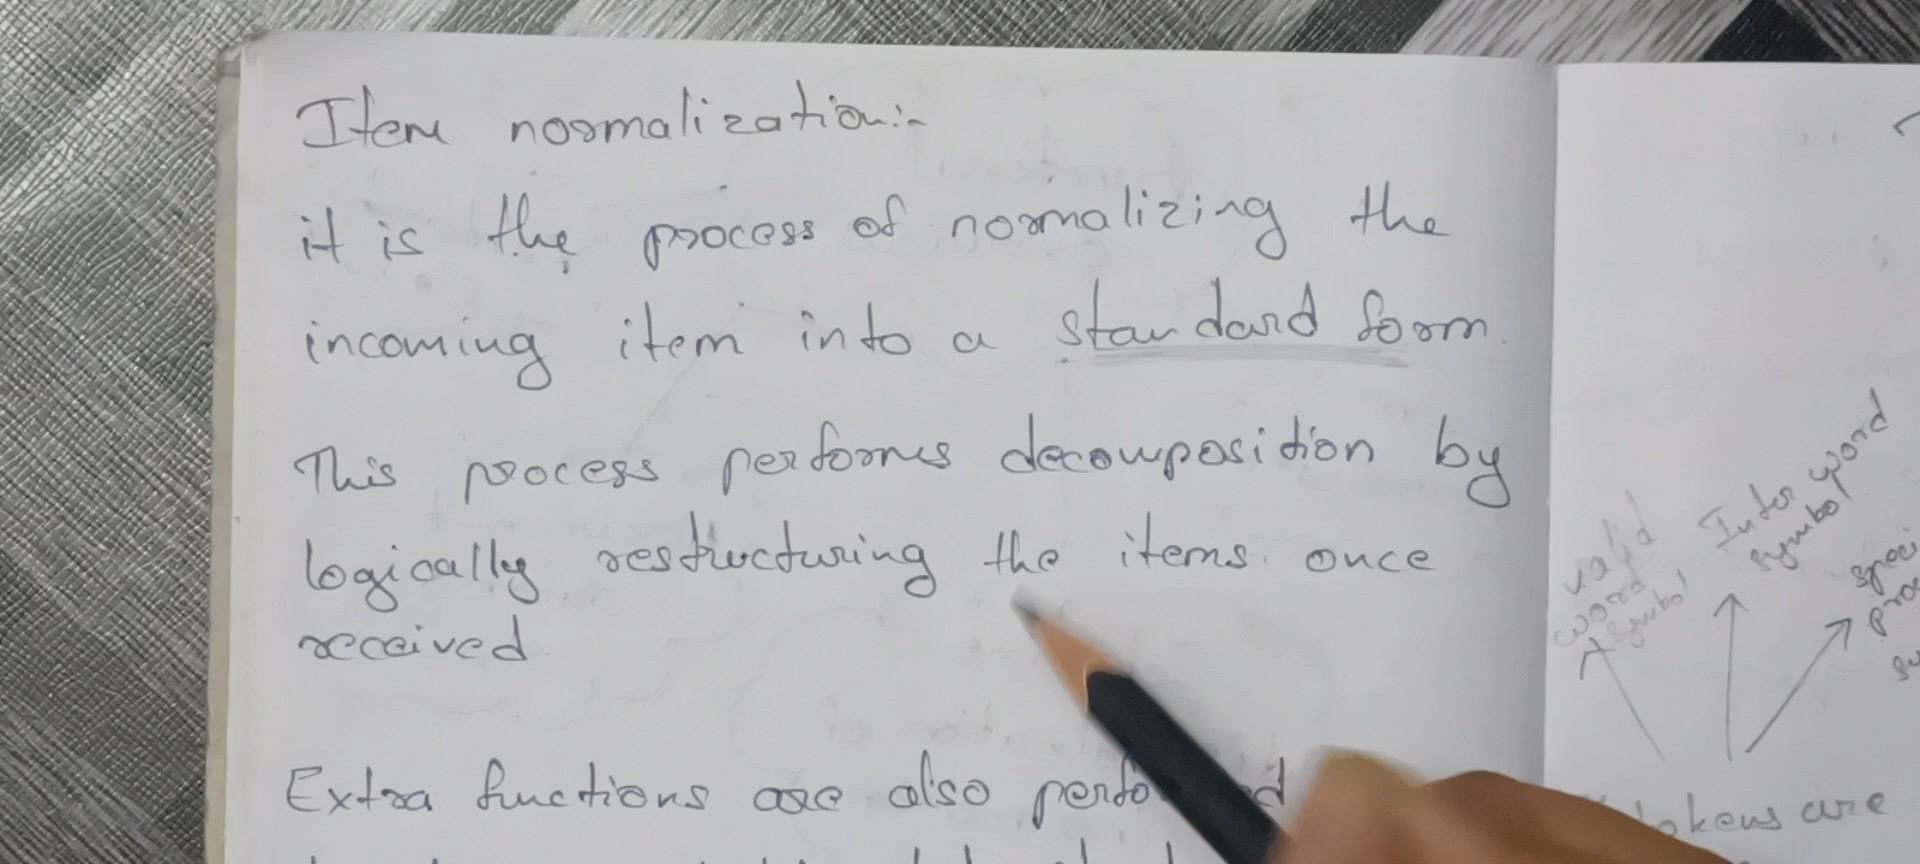 Item normalization:-
it is the process of normalizing the
incoming item into a standard form.
This process performs decomposition by
logically restructuring the items. once
received
Extra functions are also
valid
word
symbol
Inter word
symbol
tokens are